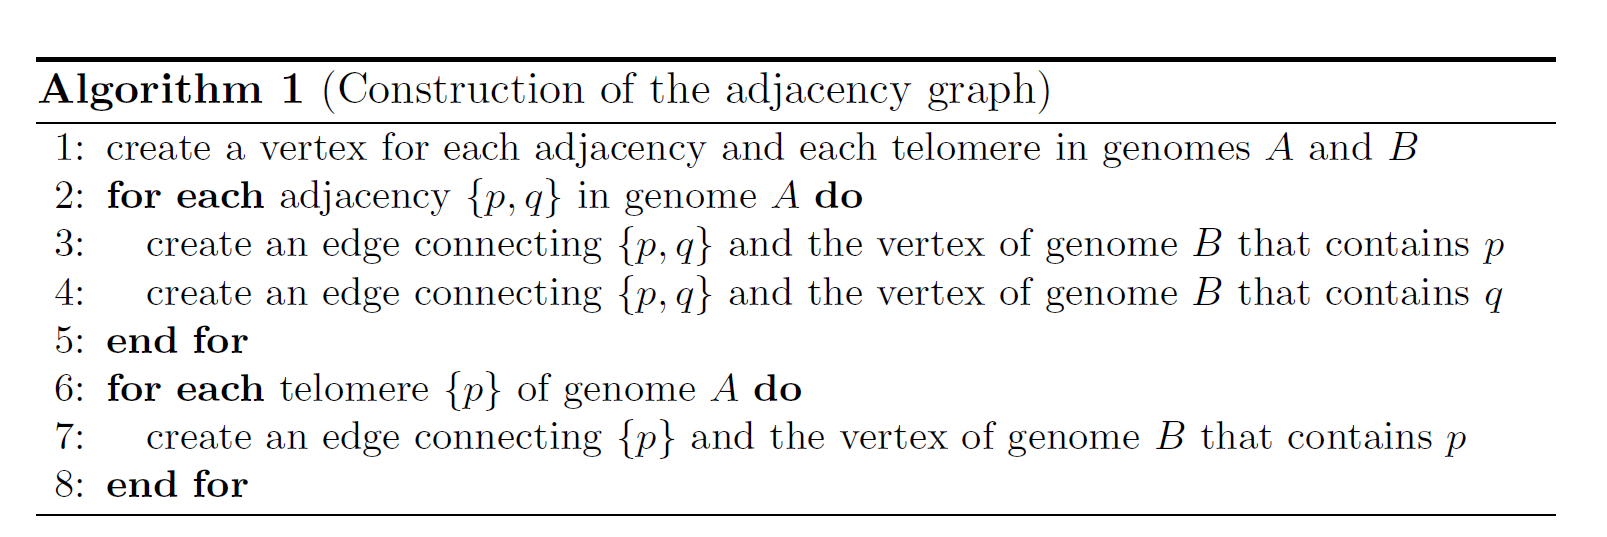 Algorithm 1 (Construction of the adjacency graph)
1: create a vertex for each adjacency and each telomere in genomes A and B
2: for each adjacency {p, q} in genome A do
3: create an edge connecting {p, q} and the vertex of genome B that contains p
4: create an edge connecting {p, q} and the vertex of genome B that contains q
5: end for
6: for each telomere {p} of genome A do
7: create an edge connecting {p} and the vertex of genome B that contains p
8: end for